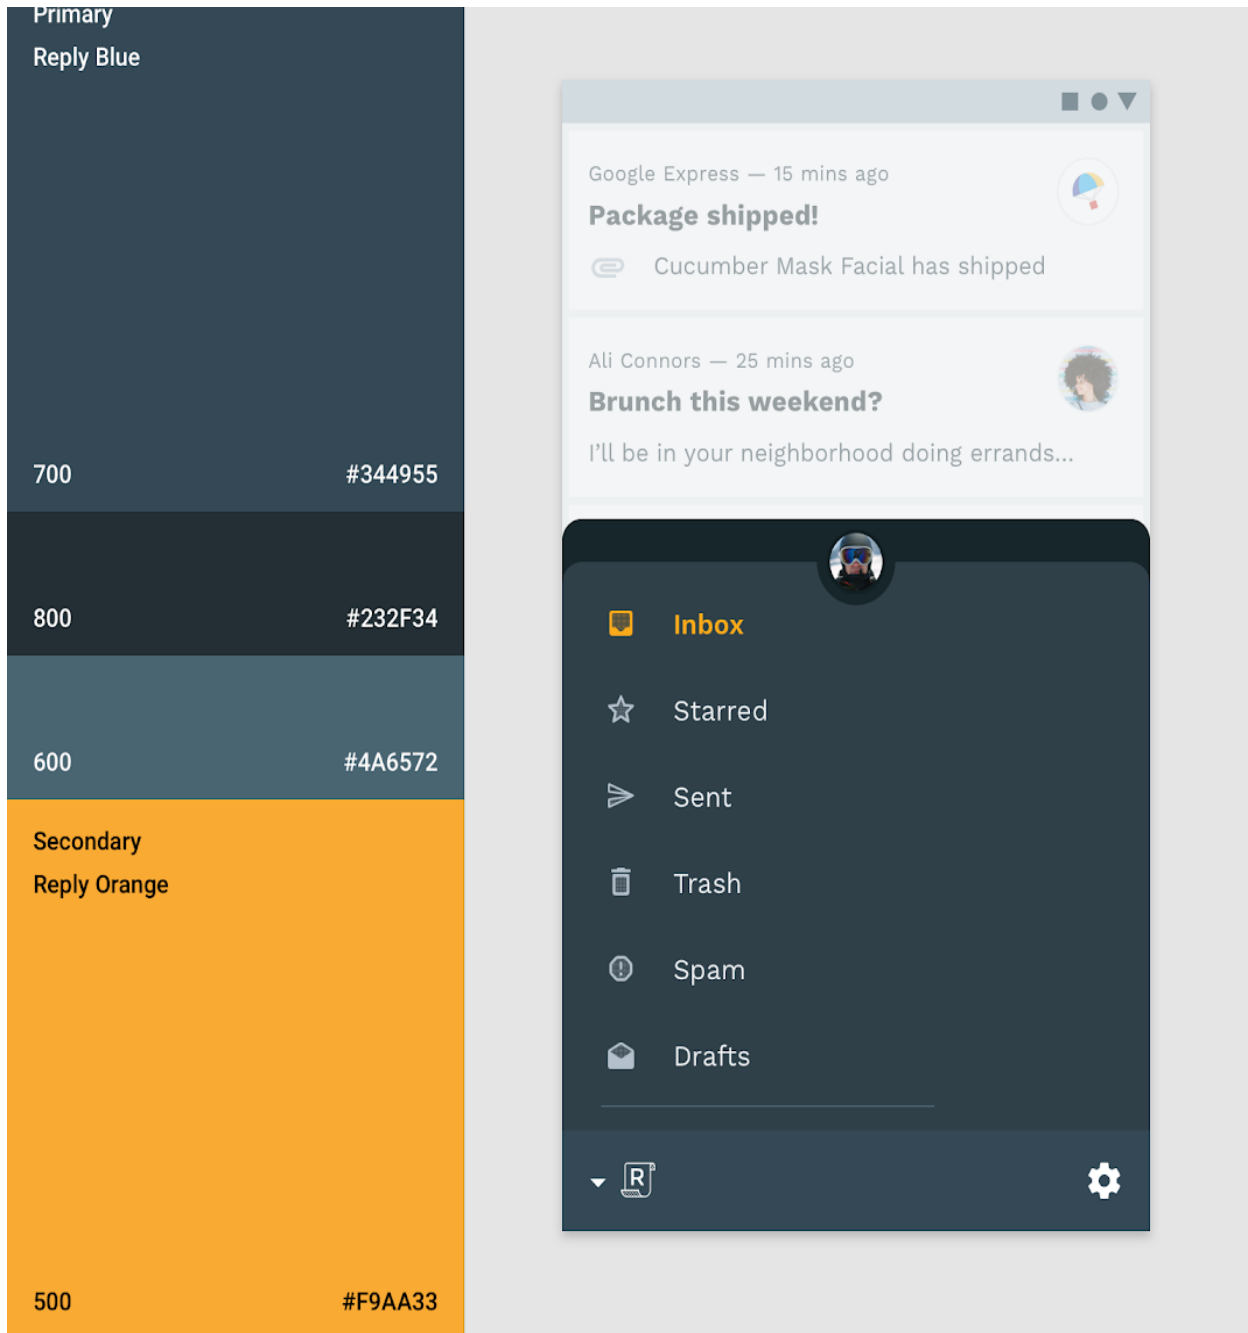 Primary
Reply Blue
700 #344955
800 #232F34
600 #4A6572
Secondary
Reply Orange
500 #F9AA33
Google Express — 15 mins ago
Package shipped!
Cucumber Mask Facial has shipped
Ali Connors — 25 mins ago
Brunch this weekend?
I’ll be in your neighborhood doing errands...
Inbox
Starred
Sent
Trash
Spam
Drafts
R